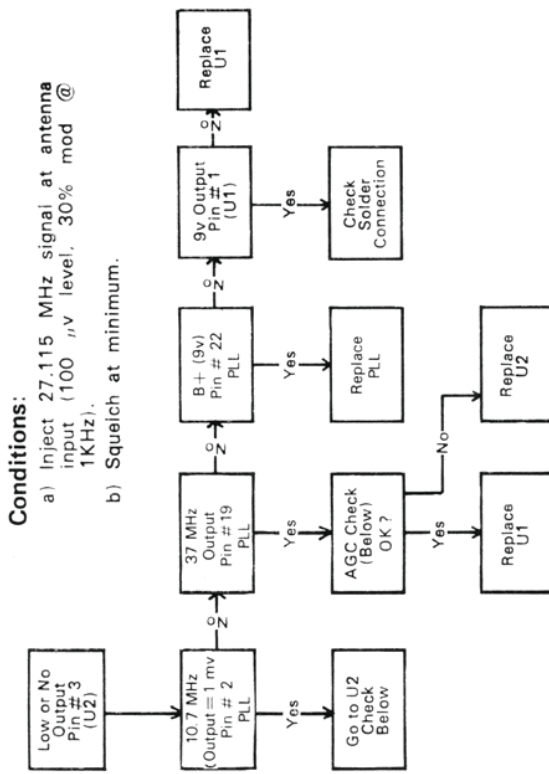 Conditions:
a) Inject 27.115 MHz signal at antenna
input (100 μv level. 30% mod @
1KHz).
b) Squelch at minimum.
Low or No
Output
Pin # 3
(U2)
10.7 MHz
(Output = 1 mv
Pin # 2
PLL
No
37 MHz
Output
Pin # 19
PLL
No
B+ (9v)
Pin # 22
PLL
No
9v Output
Pin # 1
(U1)
No
Replace
U1
Yes
Go to U2
Check
Below
Yes
AGC Check
(Below)
OK?
Yes
Replace
PLL
Yes
Check
Solder
Connection
Yes
Replace
U1
No
Replace
U2